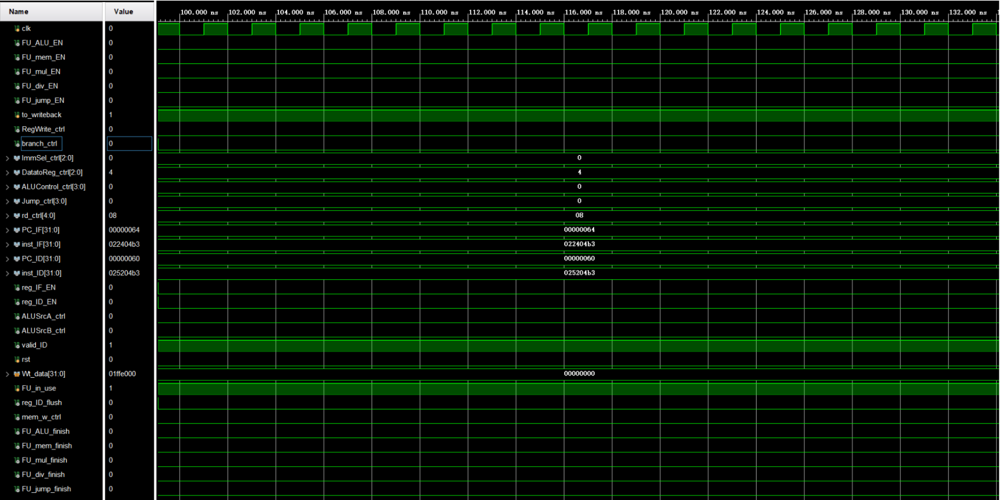 Name Value 100.000 ns 102.000 ns 104.000 ns 106.000 ns 108.000 ns 110.000 ns 112.000 ns 114.000 ns 116.000 ns 118.000 ns 120.000 ns 122.000 ns 124.000 ns 126.000 ns 128.000 ns 130.000 ns 132.000 ns
clk 0
FU_ALU_EN 0
FU_mem_EN 0
FU_mul_EN 0
FU_div_EN 0
FU_jump_EN 0
to_writeback 1
RegWrite_ctrl 0
branch_ctrl 0
ImmSel_ctrl[2:0] 0 0
DatatoReg_ctrl[2:0] 4 4
ALUControl_ctrl[3:0] 0 0
Jump_ctrl[3:0] 0 0
rd_ctrl[4:0] 08 08
PC_IF[31:0] 00000064 00000064
inst_IF[31:0] 022404b3 022404b3
PC_ID[31:0] 00000060 00000060
inst_ID[31:0] 025204b3 025204b3
reg_IF_EN 0
reg_ID_EN 0
ALUSrcA_ctrl 0
ALUSrcB_ctrl 0
valid_ID 1
rst 0
Wt_data[31:0] 01ffe000 00000000
FU_in_use 1
reg_ID_flush 0
mem_w_ctrl 0
FU_ALU_finish 0
FU_mem_finish 0
FU_mul_finish 0
FU_div_finish 0
FU_jump_finish 0